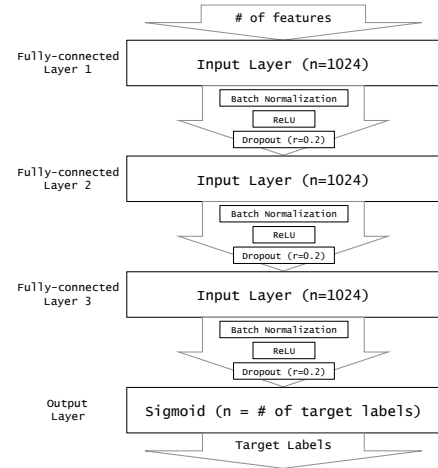 # of features
Fully-connected
Layer 1
Input Layer (n=1024)
Batch Normalization
ReLU
Dropout (r=0.2)
Fully-connected
Layer 2
Input Layer (n=1024)
Batch Normalization
ReLU
Dropout (r=0.2)
Fully-connected
Layer 3
Input Layer (n=1024)
Batch Normalization
ReLU
Dropout (r=0.2)
Output
Layer
Sigmoid (n = # of target labels)
Target Labels